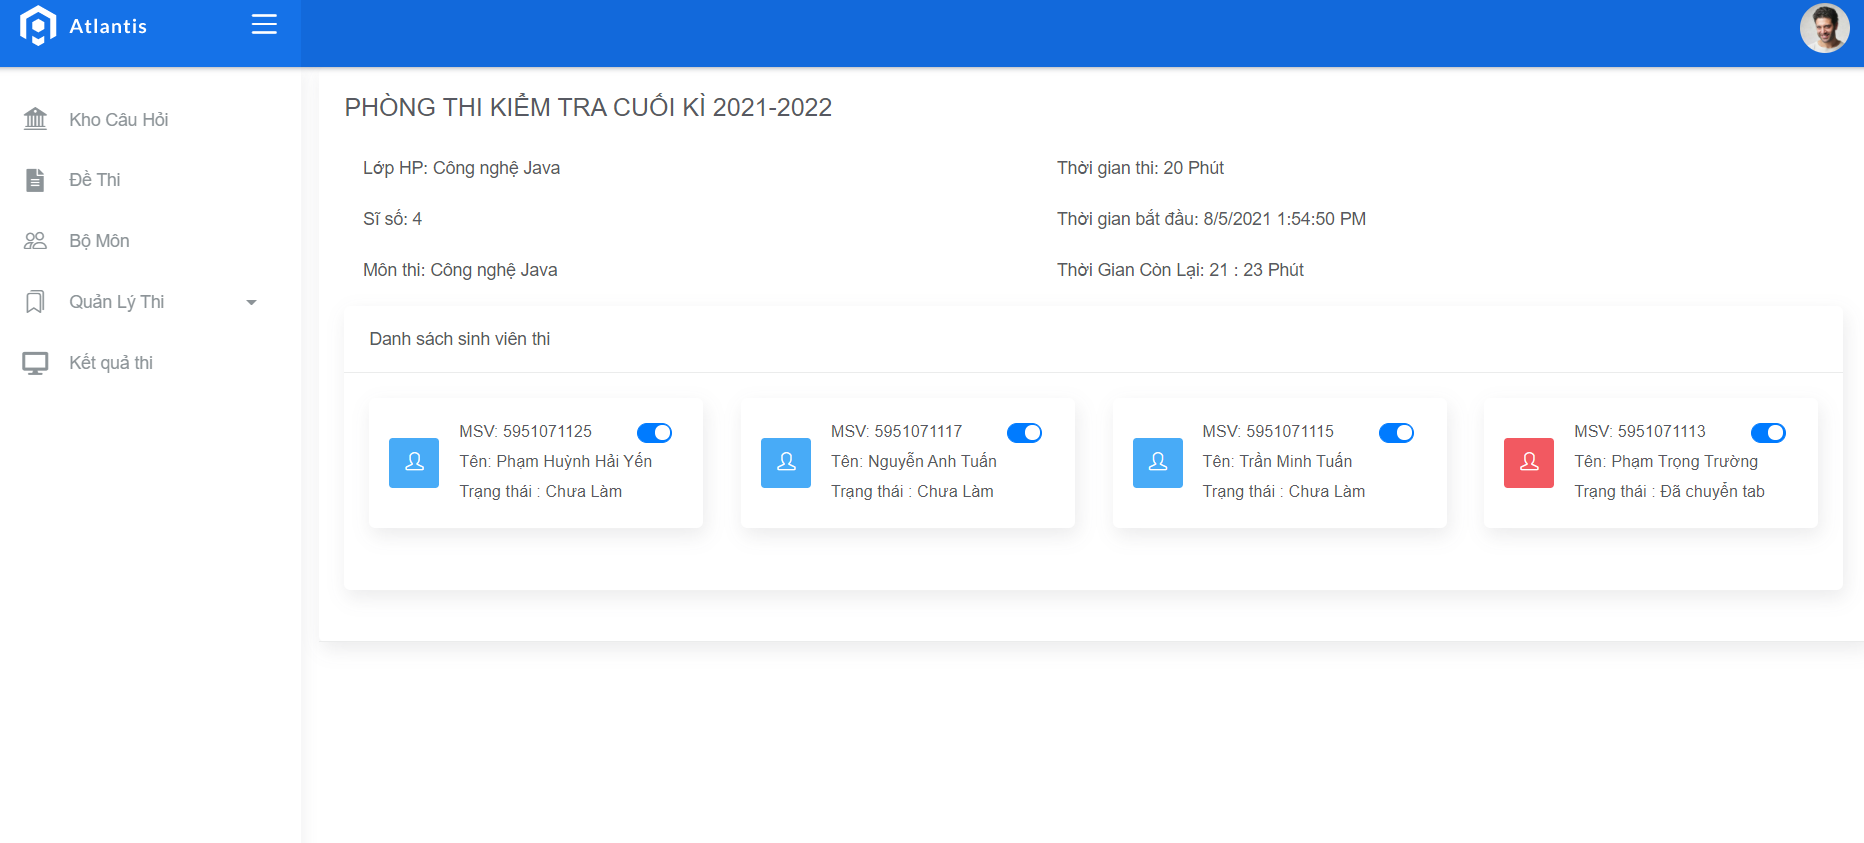 Atlantis
Kho Câu Hỏi
Đề Thi
Bộ Môn
Quản Lý Thi
Kết quả thi
PHÒNG THI KIỂM TRA CUỐI KÌ 2021-2022
Lớp HP: Công nghệ Java
Thời gian thi: 20 Phút
Sĩ số: 4
Thời gian bắt đầu: 8/5/2021 1:54:50 PM
Môn thi: Công nghệ Java
Thời Gian Còn Lại: 21 : 23 Phút
Danh sách sinh viên thi
MSV: 5951071125
Tên: Phạm Huỳnh Hải Yến
Trạng thái : Chưa Làm
MSV: 5951071117
Tên: Nguyễn Anh Tuấn
Trạng thái : Chưa Làm
MSV: 5951071115
Tên: Trần Minh Tuấn
Trạng thái : Chưa Làm
MSV: 5951071113
Tên: Phạm Trọng Trường
Trạng thái : Đã chuyển tab